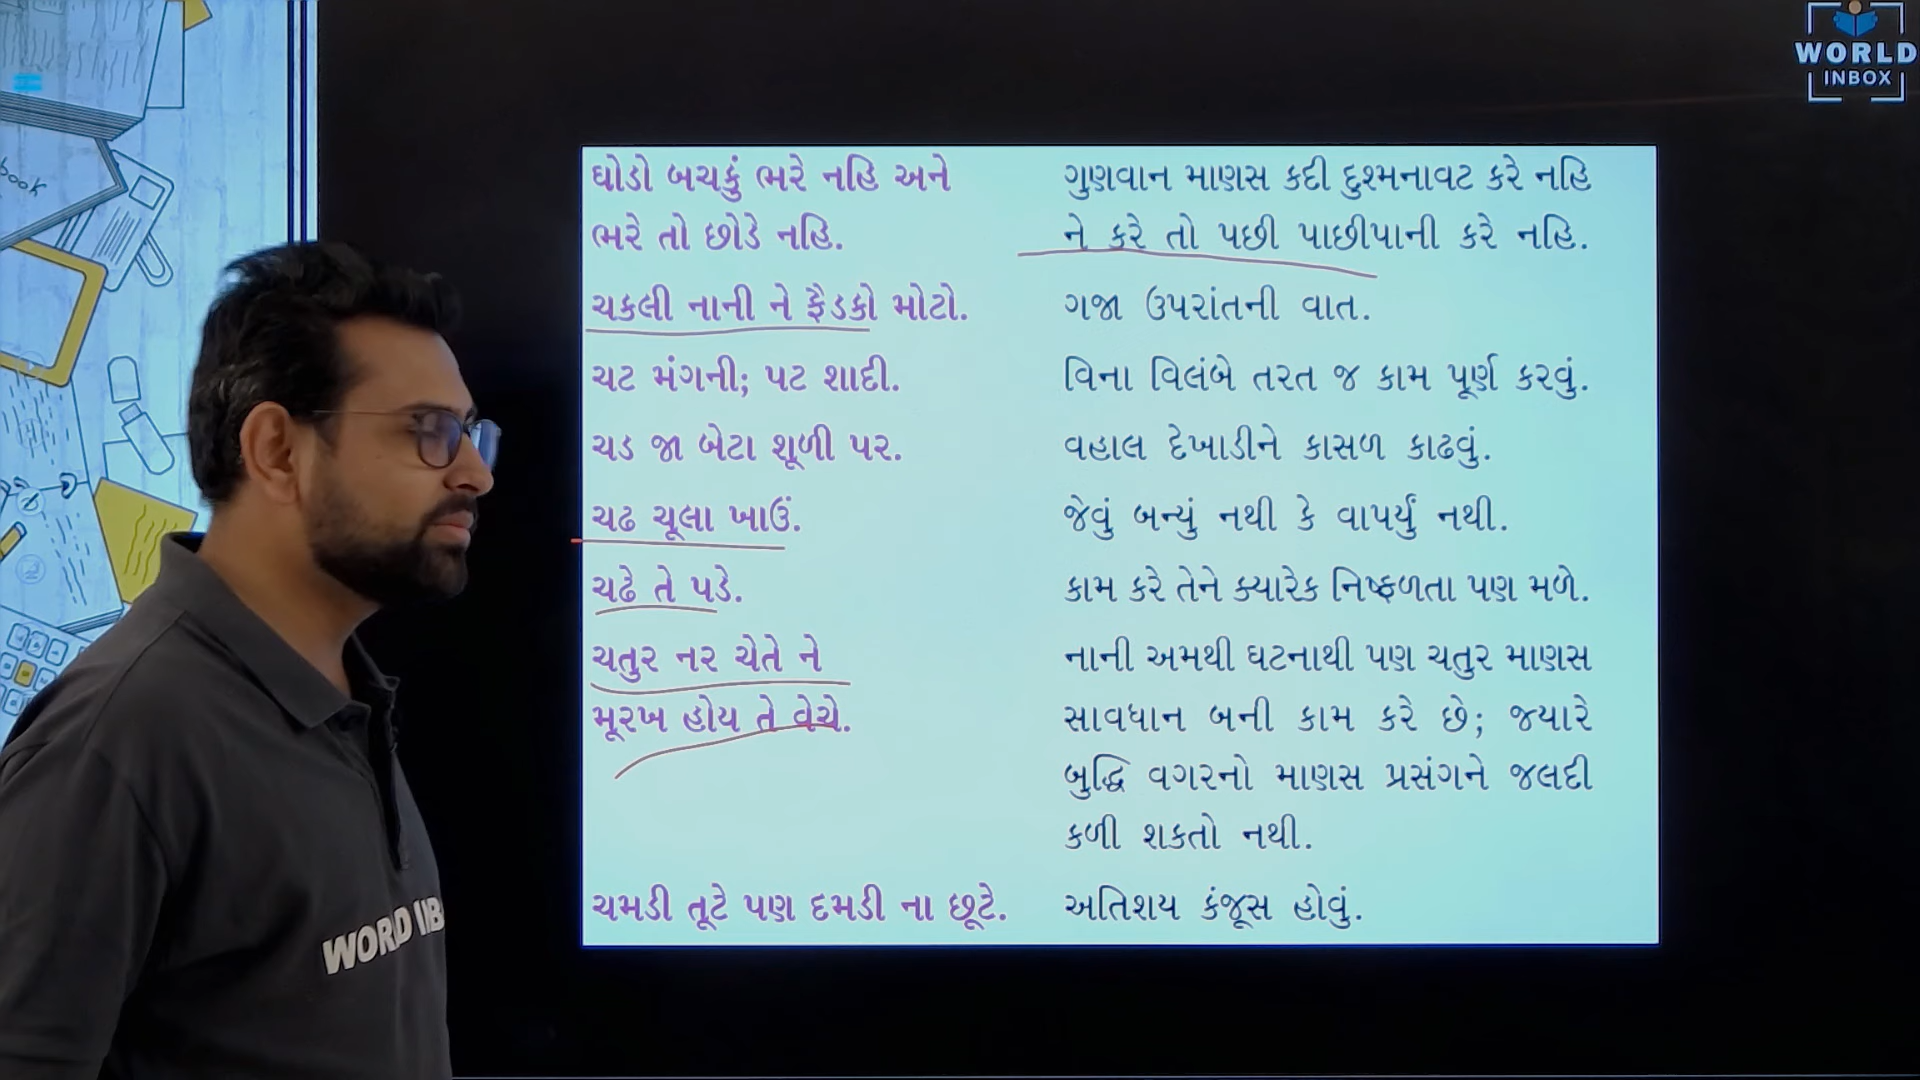 WORLD
INBOX
book
ઘોડો બચકું ભરે નહિ અને ગુણવાન માણસ કદી દુશ્મનાવટ કરે નહિ
ભરે તો છોડે નહિ. ને કરે તો પછી પાછીપાની કરે નહિ.
ચકલી નાની ને ફૈડકો મોટો. ગજા ઉપરાંતની વાત.
ચટ મંગની; પટ શાદી. વિના વિલંબે તરત જ કામ પૂર્ણ કરવું.
ચડ જા બેટા શૂળી પર. વહાલ દેખાડીને કાસળ કાઢવું.
ચઢ ચૂલા ખાઉં. જેવું બન્યું નથી કે વાપર્યું નથી.
ચઢે તે પડે. કામ કરે તેને ક્યારેક નિષ્ફળતા પણ મળે.
ચતુર નર ચેતે ને નાની અમથી ઘટનાથી પણ ચતુર માણસ
મૂરખ હોય તે વેચે. સાવધાન બની કામ કરે છે; જયારે
બુદ્ધિ વગરનો માણસ પ્રસંગને જલદી
કળી શકતો નથી.
ચમડી તૂટે પણ દમડી ના છૂટે. અતિશય કંજૂસ હોવું.
WORLD INB